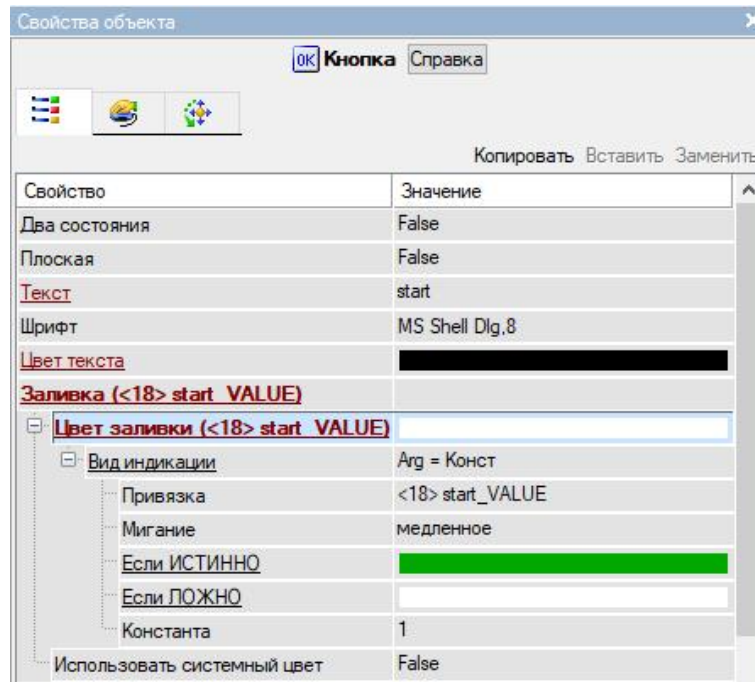 Свойства объекта
OK Кнопка Справка
Копировать Вставить Заменить
Свойство Значение
Два состояния False
Плоская False
Текст start
Шрифт MS Shell Dlg,8
Цвет текста
Заливка (<18> start_VALUE)
Цвет заливки (<18> start_VALUE)
Вид индикации Arg = Конст
Привязка <18> start_VALUE
Мигание медленное
Если ИСТИННО
Если ЛОЖНО
Константа 1
Использовать системный цвет False